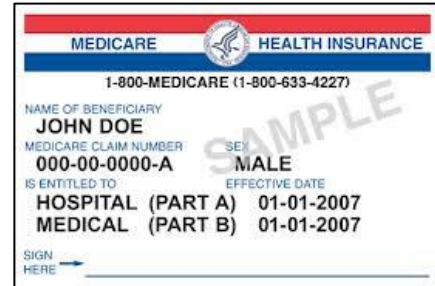 MEDICARE HEALTH INSURANCE
1-800-MEDICARE (1-800-633-4227)
NAME OF BENEFICIARY
JOHN DOE
MEDICARE CLAIM NUMBER SEX
000-00-0000-A MALE
IS ENTITLED TO EFFECTIVE DATE
HOSPITAL (PART A) 01-01-2007
MEDICAL (PART B) 01-01-2007
SIGN
HERE
SAMPLE